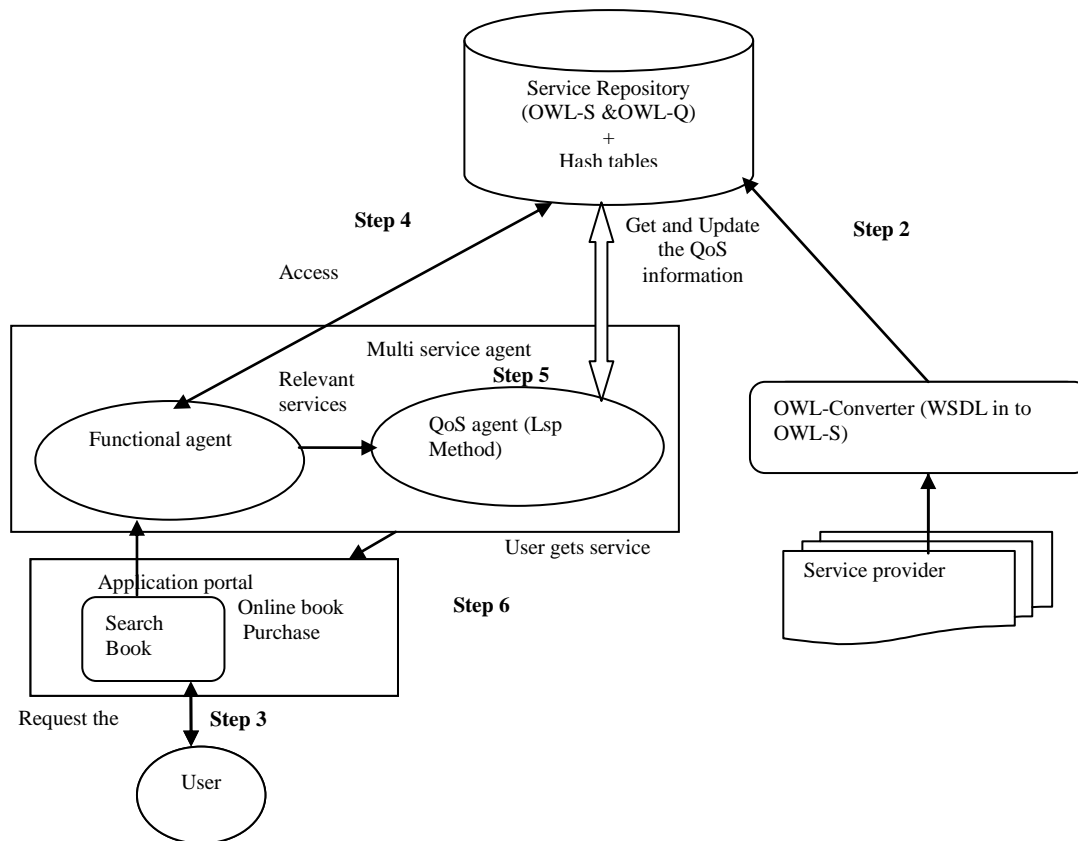 Service Repository
(OWL-S &OWL-Q)
+
Hash tables
Step 4
Get and Update
the QoS
information
Step 2
Access
Multi service agent
Step 5
Relevant
services
Functional agent
QoS agent (Lsp
Method)
OWL-Converter (WSDL in to
OWL-S)
User gets service
Service provider
Application portal
Online book
Purchase
Search
Book
Step 6
Request the
Step 3
User